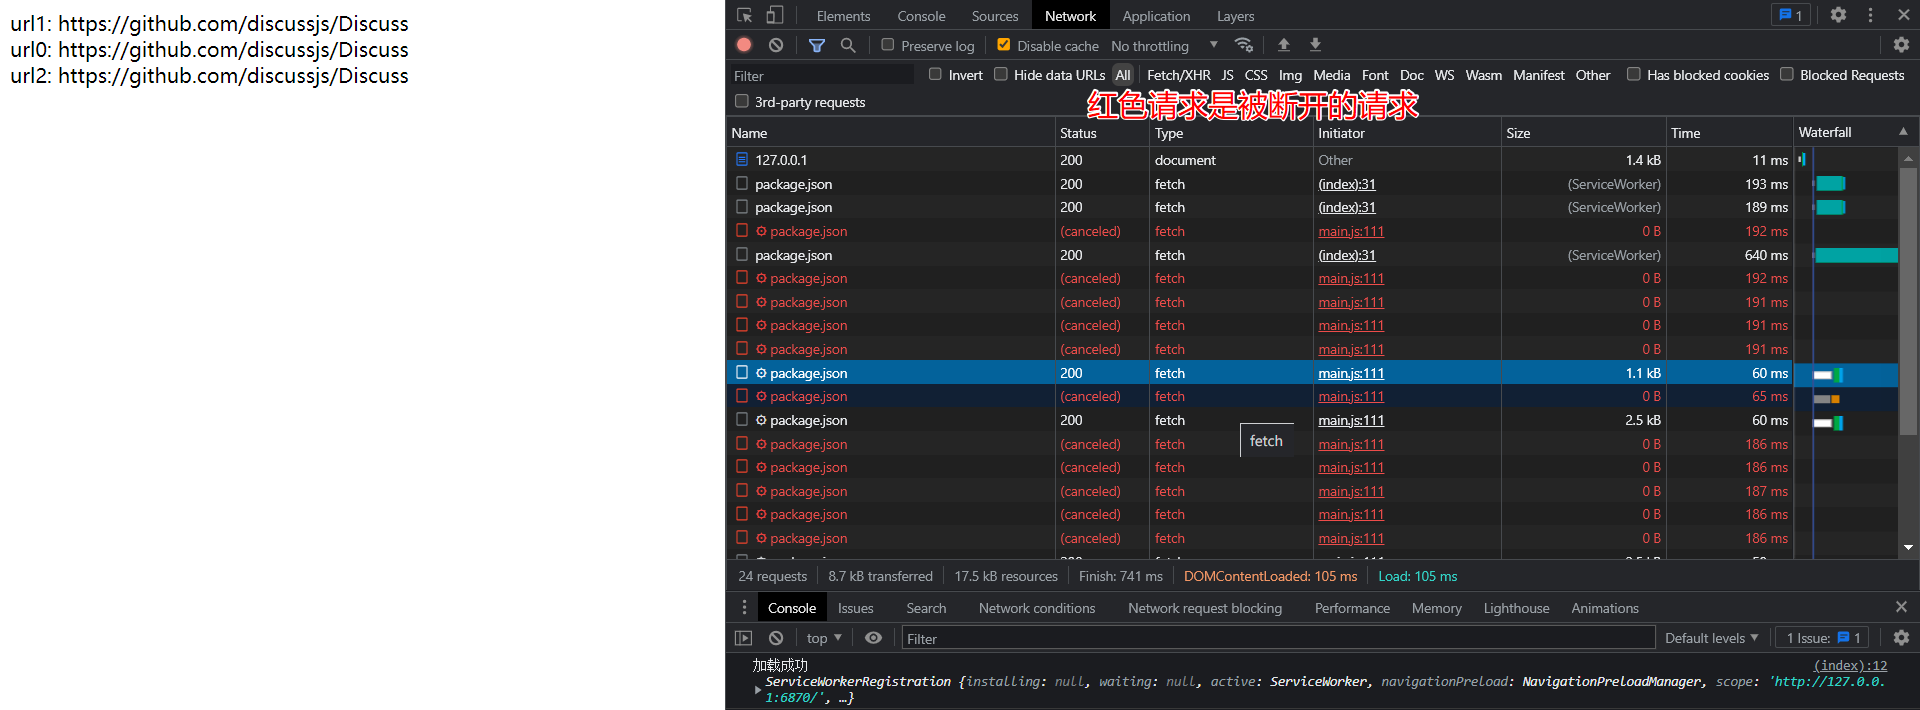 url1: https://github.com/discussjs/Discuss
url0: https://github.com/discussjs/Discuss
url2: https://github.com/discussjs/Discuss
Elements Console Sources Network Application Layers 1
Preserve log Disable cache No throttling
Filter Invert Hide data URLs All Fetch/XHR JS CSS Img Media Font Doc WS Wasm Manifest Other Has blocked cookies Blocked Requests
3rd-party requests
红色请求是被断开的请求
Name Status Type Initiator Size Time Waterfall
127.0.0.1 200 document Other 1.4 kB 11 ms
package.json 200 fetch (index):31 (ServiceWorker) 193 ms
package.json 200 fetch (index):31 (ServiceWorker) 189 ms
package.json (canceled) fetch main.js:111 0 B 192 ms
package.json 200 fetch (index):31 (ServiceWorker) 640 ms
package.json (canceled) fetch main.js:111 0 B 192 ms
package.json (canceled) fetch main.js:111 0 B 191 ms
package.json (canceled) fetch main.js:111 0 B 191 ms
package.json (canceled) fetch main.js:111 0 B 191 ms
package.json 200 fetch main.js:111 1.1 kB 60 ms
package.json (canceled) fetch main.js:111 0 B 65 ms
package.json 200 fetch main.js:111 2.5 kB 60 ms
package.json (canceled) fetch main.js:111 0 B 186 ms
fetch
package.json (canceled) fetch main.js:111 0 B 186 ms
package.json (canceled) fetch main.js:111 0 B 187 ms
package.json (canceled) fetch main.js:111 0 B 186 ms
package.json (canceled) fetch main.js:111 0 B 186 ms
24 requests 8.7 kB transferred 17.5 kB resources Finish: 741 ms DOMContentLoaded: 105 ms Load: 105 ms
Console Issues Search Network conditions Network request blocking Performance Memory Lighthouse Animations
top Filter Default levels 1 Issue: 1
加载成功 (index):12
ServiceWorkerRegistration {installing: null, waiting: null, active: ServiceWorker, navigationPreload: NavigationPreloadManager, scope: 'http://127.0.0.
1:6870/', …}